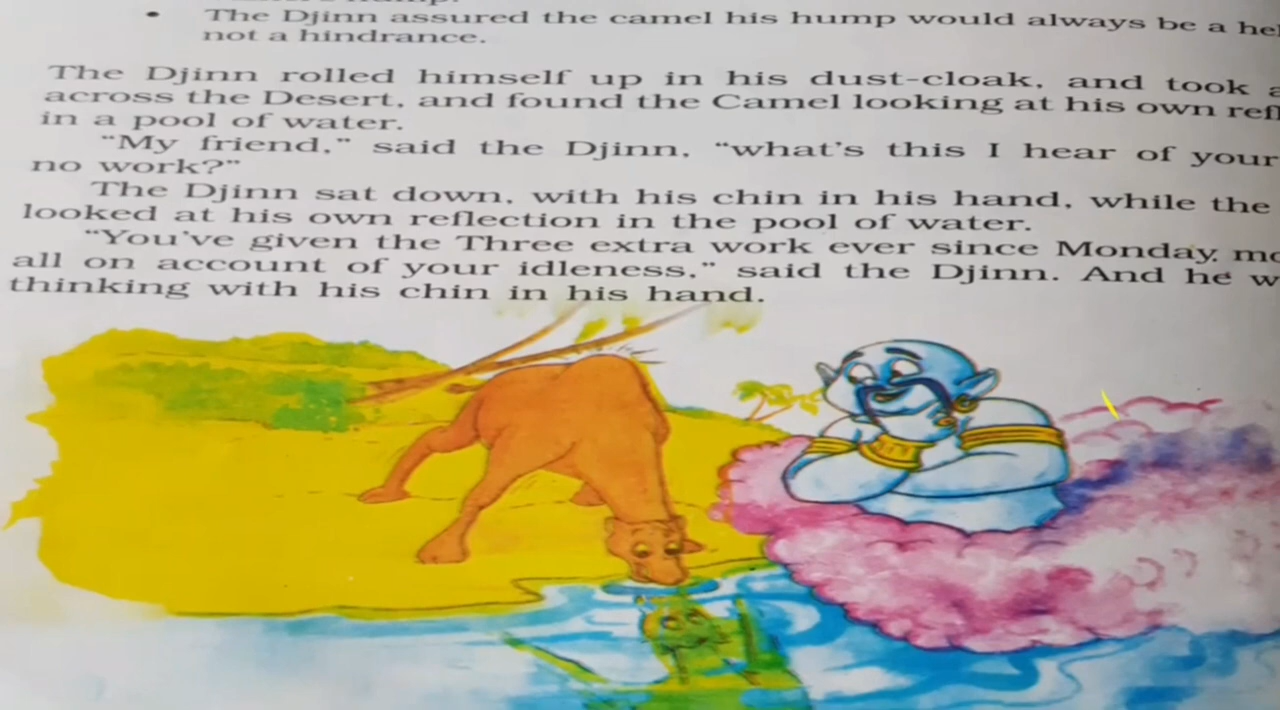 • The Djinn assured the camel his hump would always be a
not a hindrance.
The Djinn rolled himself up in his dust-cloak, and took
across the Desert, and found the Camel looking at his own
in a pool of water.
“My friend,” said the Djinn, “what’s this I hear of your
no work?”
The Djinn sat down, with his chin in his hand, while the
looked at his own reflection in the pool of water.
“You’ve given the Three extra work ever since Monday
all on account of your idleness,” said the Djinn. And he
thinking with his chin in his hand.